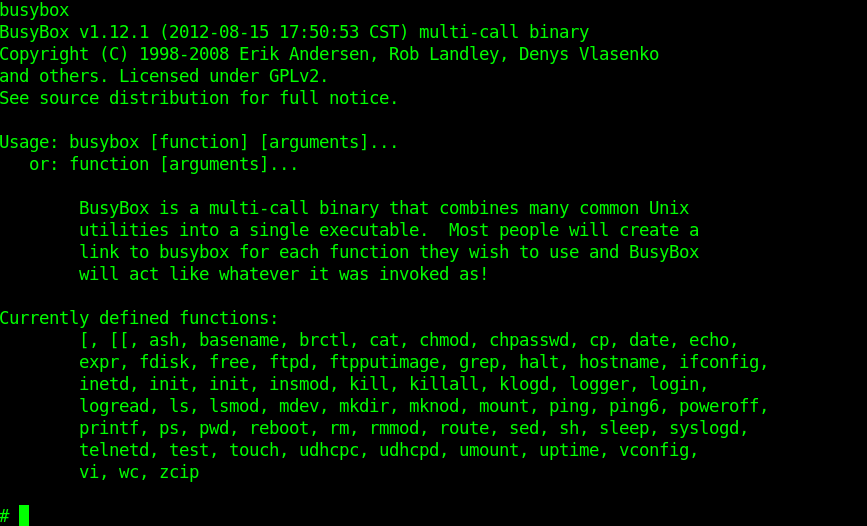 busybox
BusyBox v1.12.1 (2012-08-15 17:50:53 CST) multi-call binary
Copyright (C) 1998-2008 Erik Andersen, Rob Landley, Denys Vlasenko
and others. Licensed under GPLv2.
See source distribution for full notice.

Usage: busybox [function] [arguments]...
   or: function [arguments]...

        BusyBox is a multi-call binary that combines many common Unix
        utilities into a single executable.  Most people will create a
        link to busybox for each function they wish to use and BusyBox
        will act like whatever it was invoked as!

Currently defined functions:
        [, [[, ash, basename, brctl, cat, chmod, chpasswd, cp, date, echo,
        expr, fdisk, free, ftpd, ftpputimage, grep, halt, hostname, ifconfig,
        inetd, init, init, insmod, kill, killall, klogd, logger, login,
        logread, ls, lsmod, mdev, mkdir, mknod, mount, ping, ping6, poweroff,
        printf, ps, pwd, reboot, rm, rmmod, route, sed, sh, sleep, syslogd,
        telnetd, test, touch, udhcpc, udhcpd, umount, uptime, vconfig,
        vi, wc, zcip

#